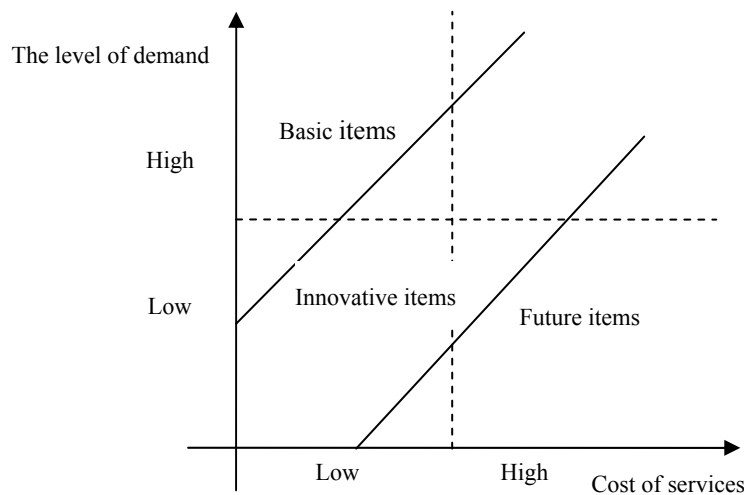 The level of demand
Basic items
High
Innovative items
Low
Future items
Low High
Cost of services